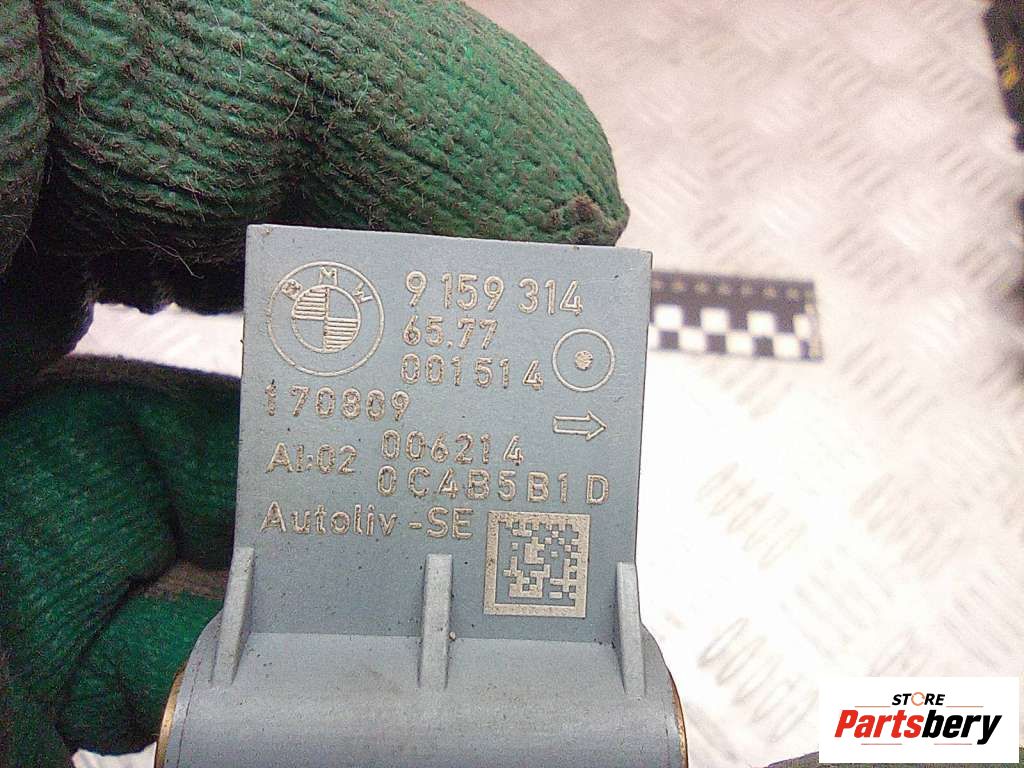 BMW
9 159 314
65.77
001514
170809
006214
AI:02
0C4B5B1D
Autoliv-SE
STORE
Partsbery